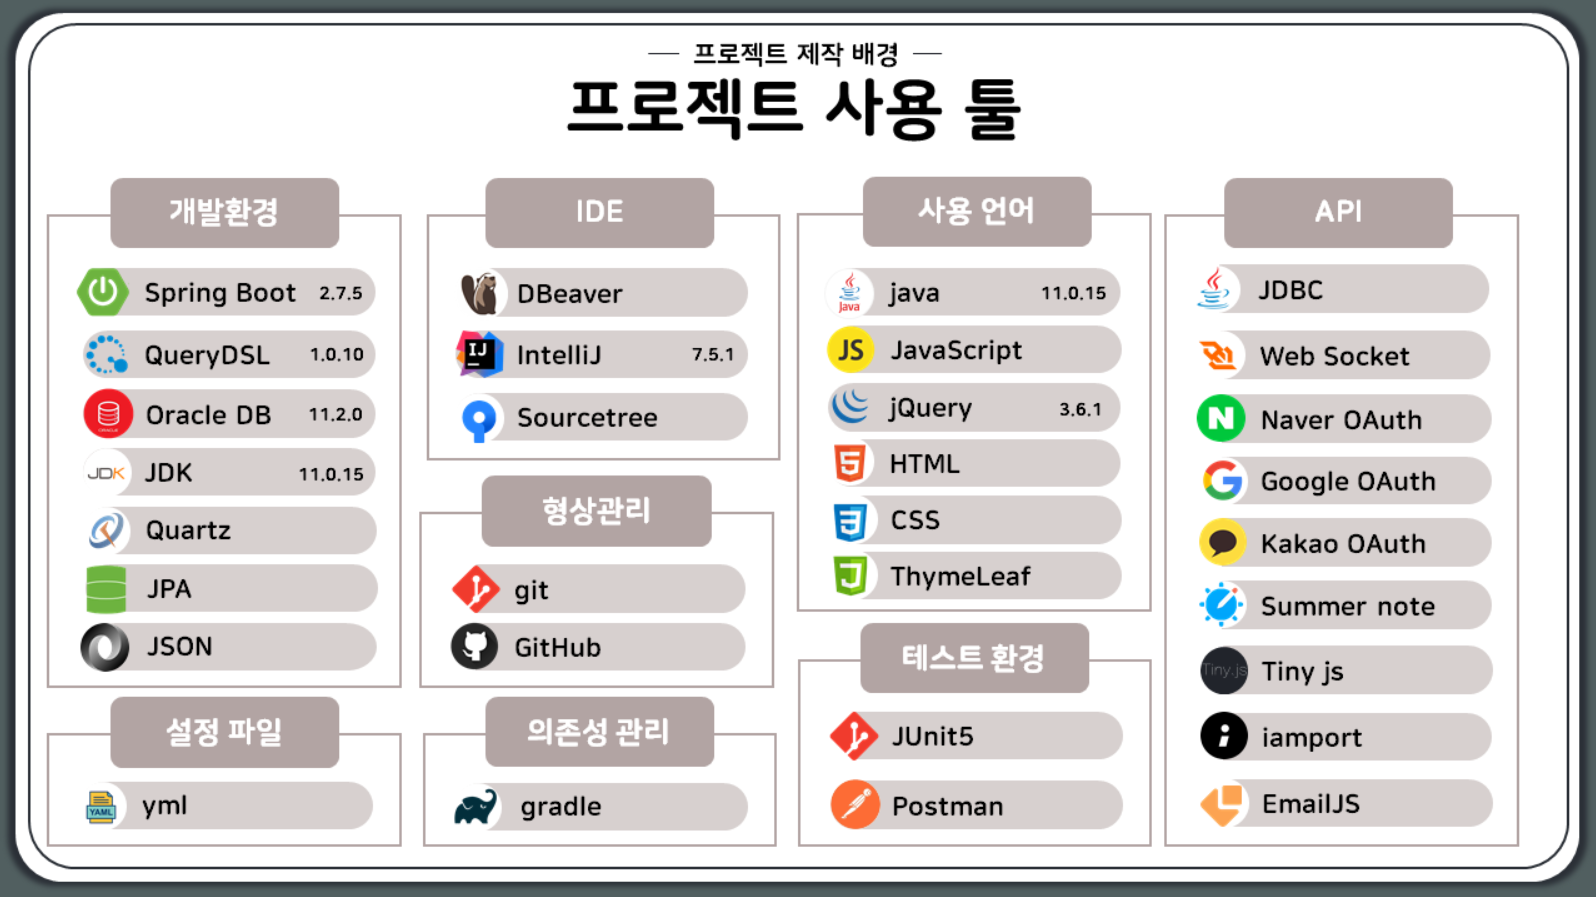 프로젝트 제작 배경
프로젝트 사용 툴
개발환경
Spring Boot 2.7.5
QueryDSL 1.0.10
Oracle DB 11.2.0
ORACLE
JDK JDK 11.0.15
Quartz
JPA
JSON
설정 파일
YAML yml
IDE
DBeaver
IJ IntelliJ 7.5.1
Sourcetree
형상관리
git
GitHub
의존성 관리
gradle
사용 언어
Java java 11.0.15
JS JavaScript
jQuery 3.6.1
5 HTML
3 CSS
J ThymeLeaf
테스트 환경
JUnit5
Postman
API
JDBC
Web Socket
N Naver OAuth
G Google OAuth
Kakao OAuth
Summer note
Tiny.js Tiny js
i iamport
EmailJS